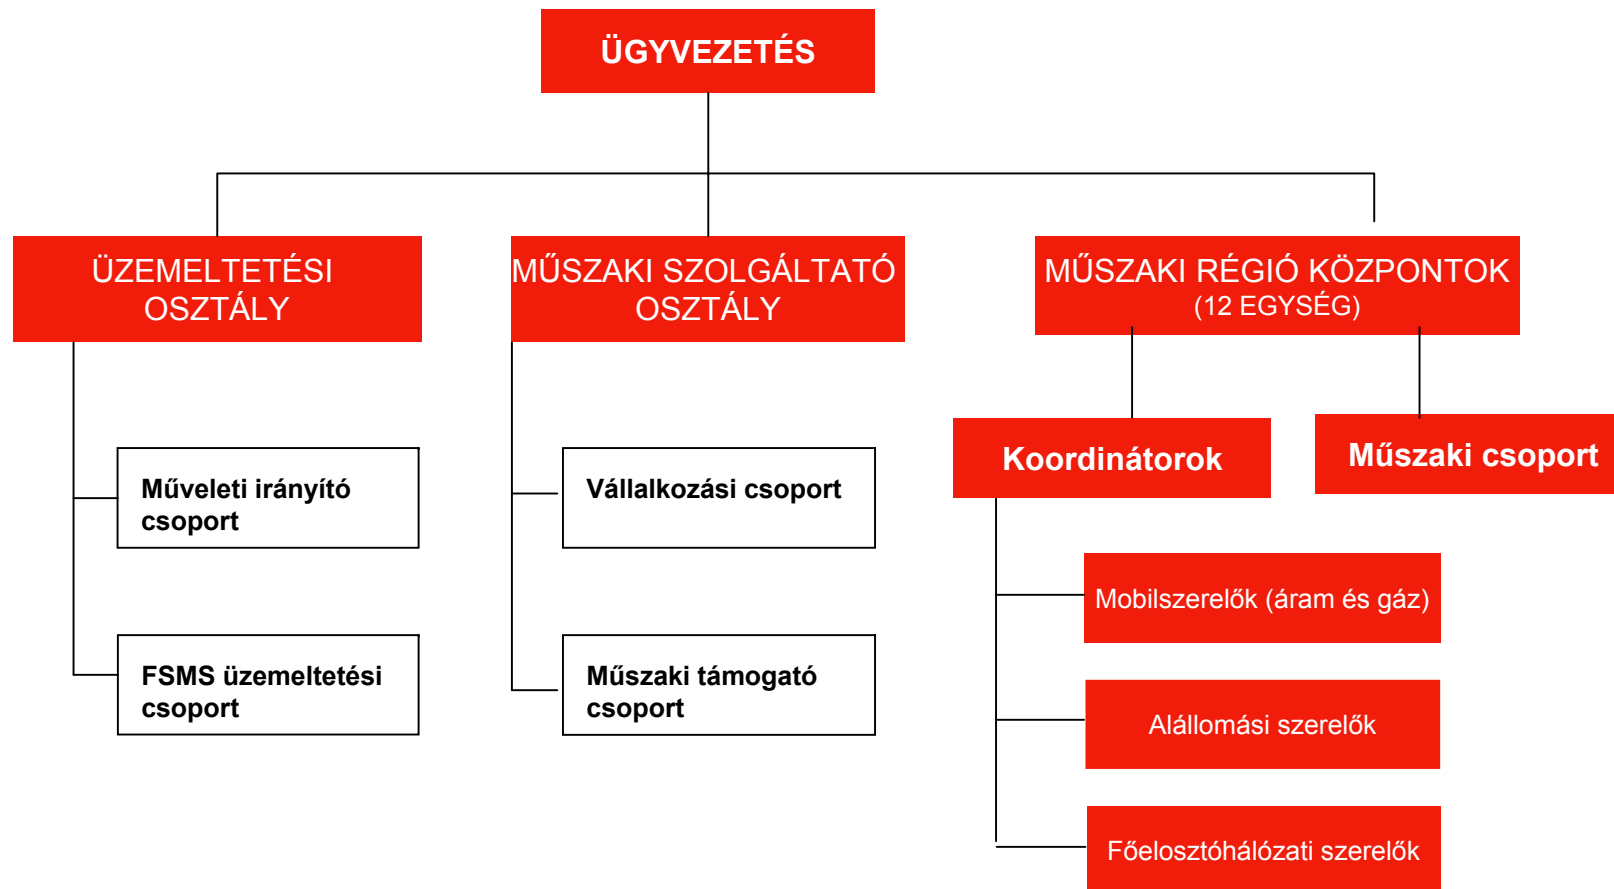 ÜGYVEZETÉS
ÜZEMELTETÉSI
OSZTÁLY
MŰSZAKI SZOLGÁLTATÓ
OSZTÁLY
MŰSZAKI RÉGIÓ KÖZPONTOK
(12 EGYSÉG)
Műveleti irányító
csoport
FSMS üzemeltetési
csoport
Vállalkozási csoport
Műszaki támogató
csoport
Koordinátorok
Műszaki csoport
Mobilszerelők (áram és gáz)
Alállomási szerelők
Főelosztóhálózati szerelők